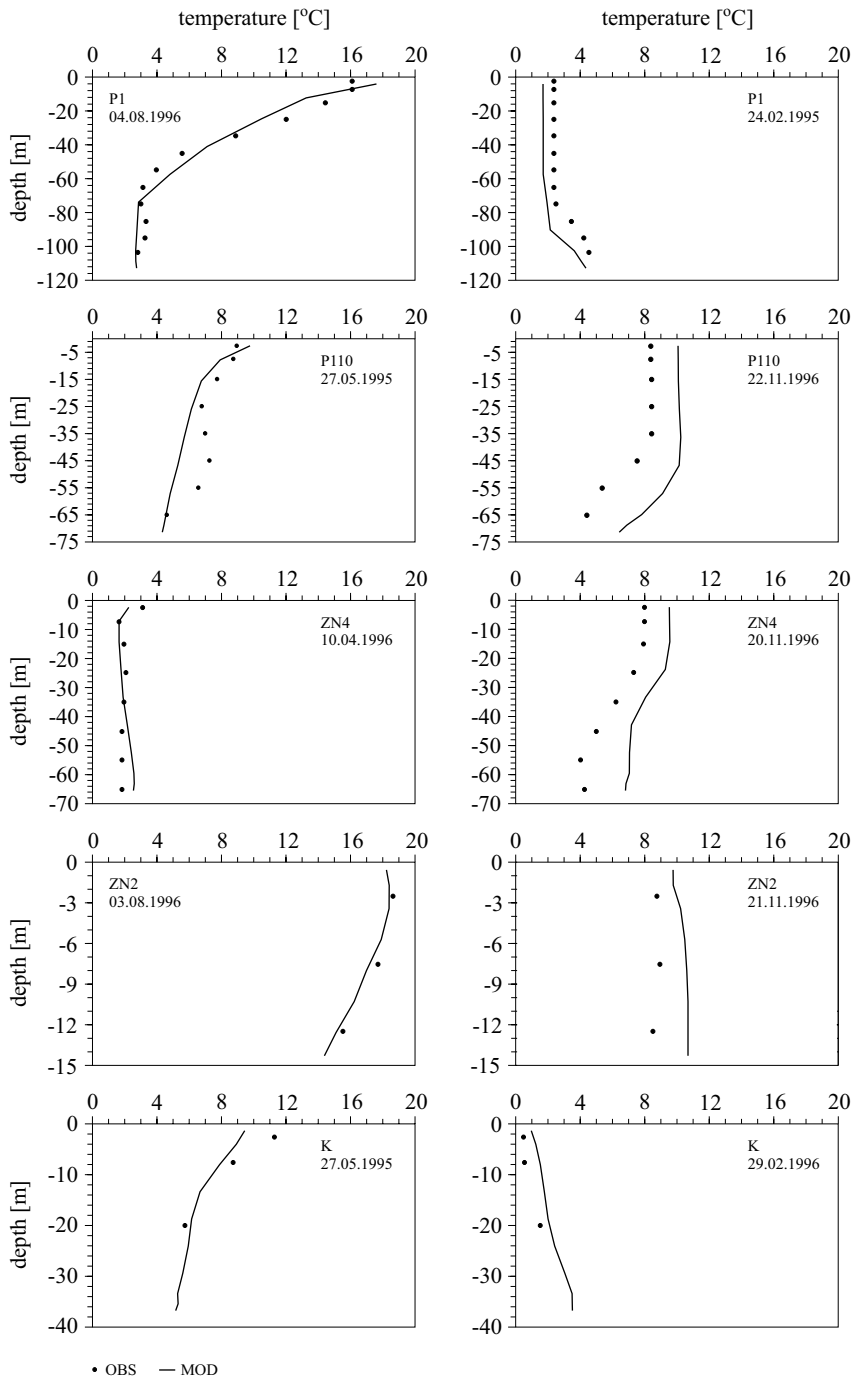 temperature [°C] temperature [°C]
0 4 8 12 16 20 0 4 8 12 16 20
0 0
-20 -20
-40 -40
-60 -60
-80 -80
-100 -100
-120 -120
depth [m]
P1
04.08.1996
P1
24.02.1995
0 4 8 12 16 20 0 4 8 12 16 20
-5 -5
-15 -15
-25 -25
-35 -35
-45 -45
-55 -55
-65 -65
-75 -75
depth [m]
P110
27.05.1995
P110
22.11.1996
0 4 8 12 16 20 0 4 8 12 16 20
0 0
-10 -10
-20 -20
-30 -30
-40 -40
-50 -50
-60 -60
-70 -70
depth [m]
ZN4
10.04.1996
ZN4
20.11.1996
0 4 8 12 16 20 0 4 8 12 16 20
0 0
-3 -3
-6 -6
-9 -9
-12 -12
-15 -15
depth [m]
ZN2
03.08.1996
ZN2
21.11.1996
0 4 8 12 16 20 0 4 8 12 16 20
0 0
-10 -10
-20 -20
-30 -30
-40 -40
depth [m]
K
27.05.1995
K
29.02.1996
OBS MOD